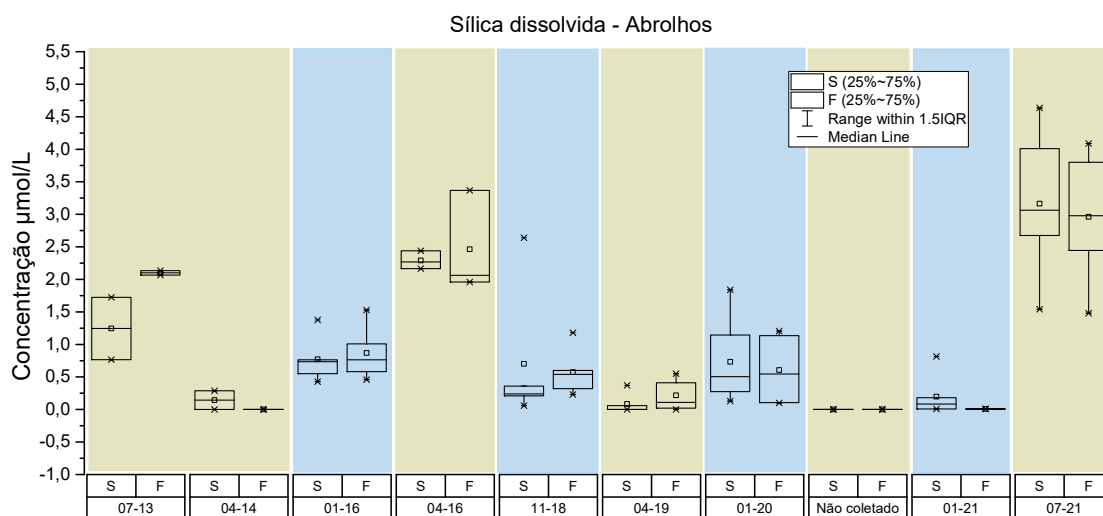 Sílica dissolvida - Abrolhos
Concentração µmol/L
5,5
5,0
4,5
4,0
3,5
3,0
2,5
2,0
1,5
1,0
0,5
0,0
-0,5
-1,0
S (25%~75%)
F (25%~75%)
Range within 1.5IQR
Median Line
S F S F S F S F S F S F S F S F S F S F
07-13 04-14 01-16 04-16 11-18 04-19 01-20 Não coletado 01-21 07-21